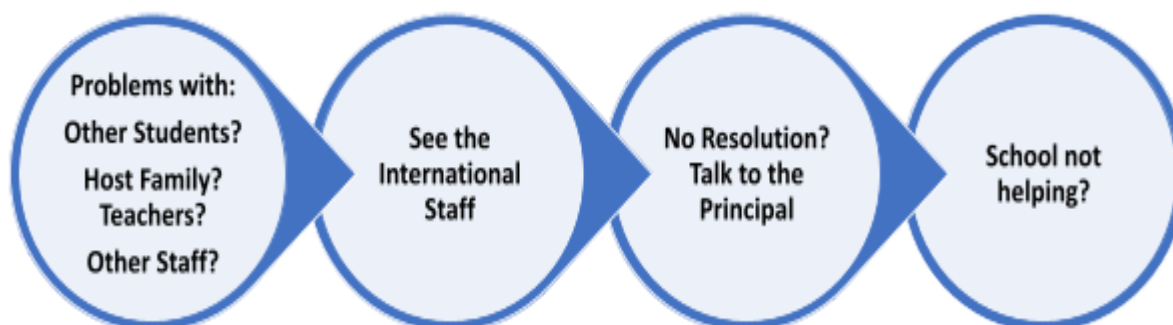 Problems with:
Other Students?
Host Family?
Teachers?
Other Staff?
See the
International
Staff
No Resolution?
Talk to the
Principal
School not
helping?